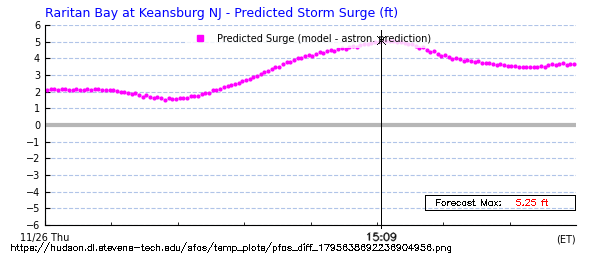 Raritan Bay at Keansburg NJ - Predicted Storm Surge (ft)
6
Predicted Surge (model - astron. prediction)
5
4
3
2
1
0
−1
−2
−3
−4
−5
Forecast Max: 5.25 ft
−6
11/26 Thu
15:09
(ET)
https://hudson.dl.stevens-tech.edu/sfas/temp_plots/pfas_diff_1795638692236904956.png